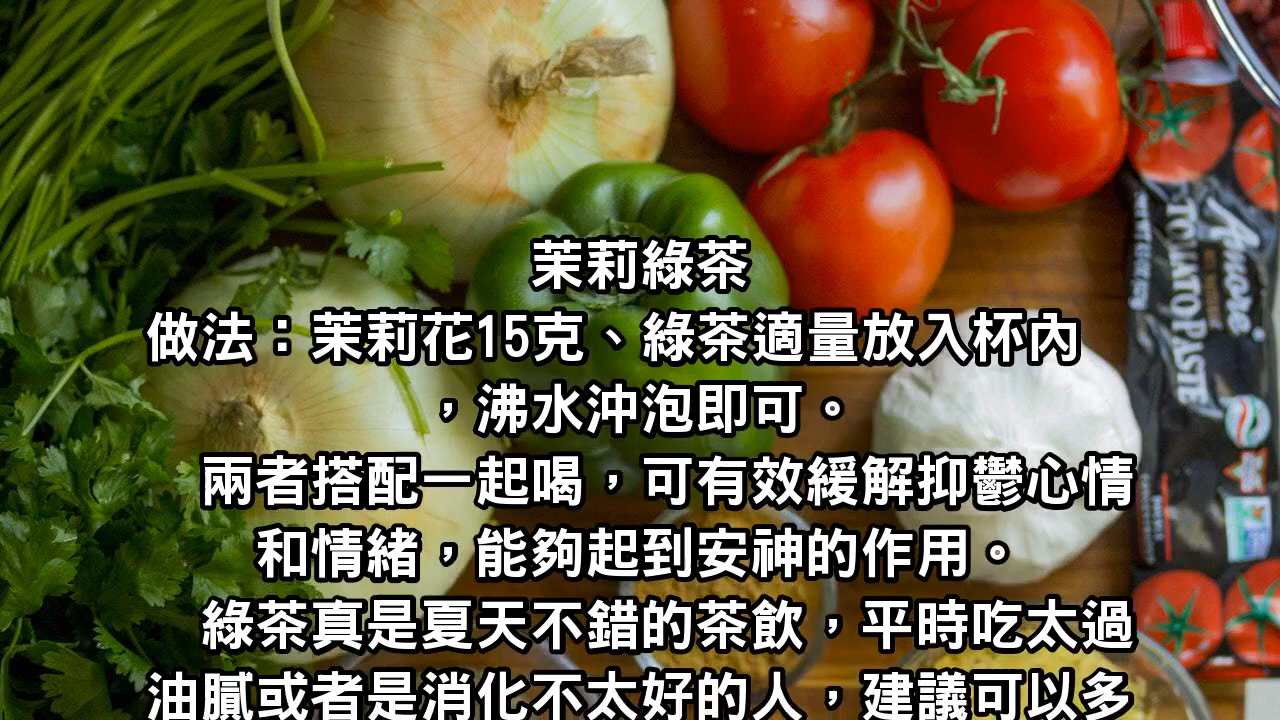 茉莉綠茶
做法：茉莉花15克、綠茶適量放入杯內
，沸水沖泡即可。
兩者搭配一起喝，可有效緩解抑鬱心情
和情緒，能夠起到安神的作用。
綠茶真是夏天不錯的茶飲，平時吃太過
油膩或者是消化不太好的人，建議可以多
Amore
TOMATO PASTE